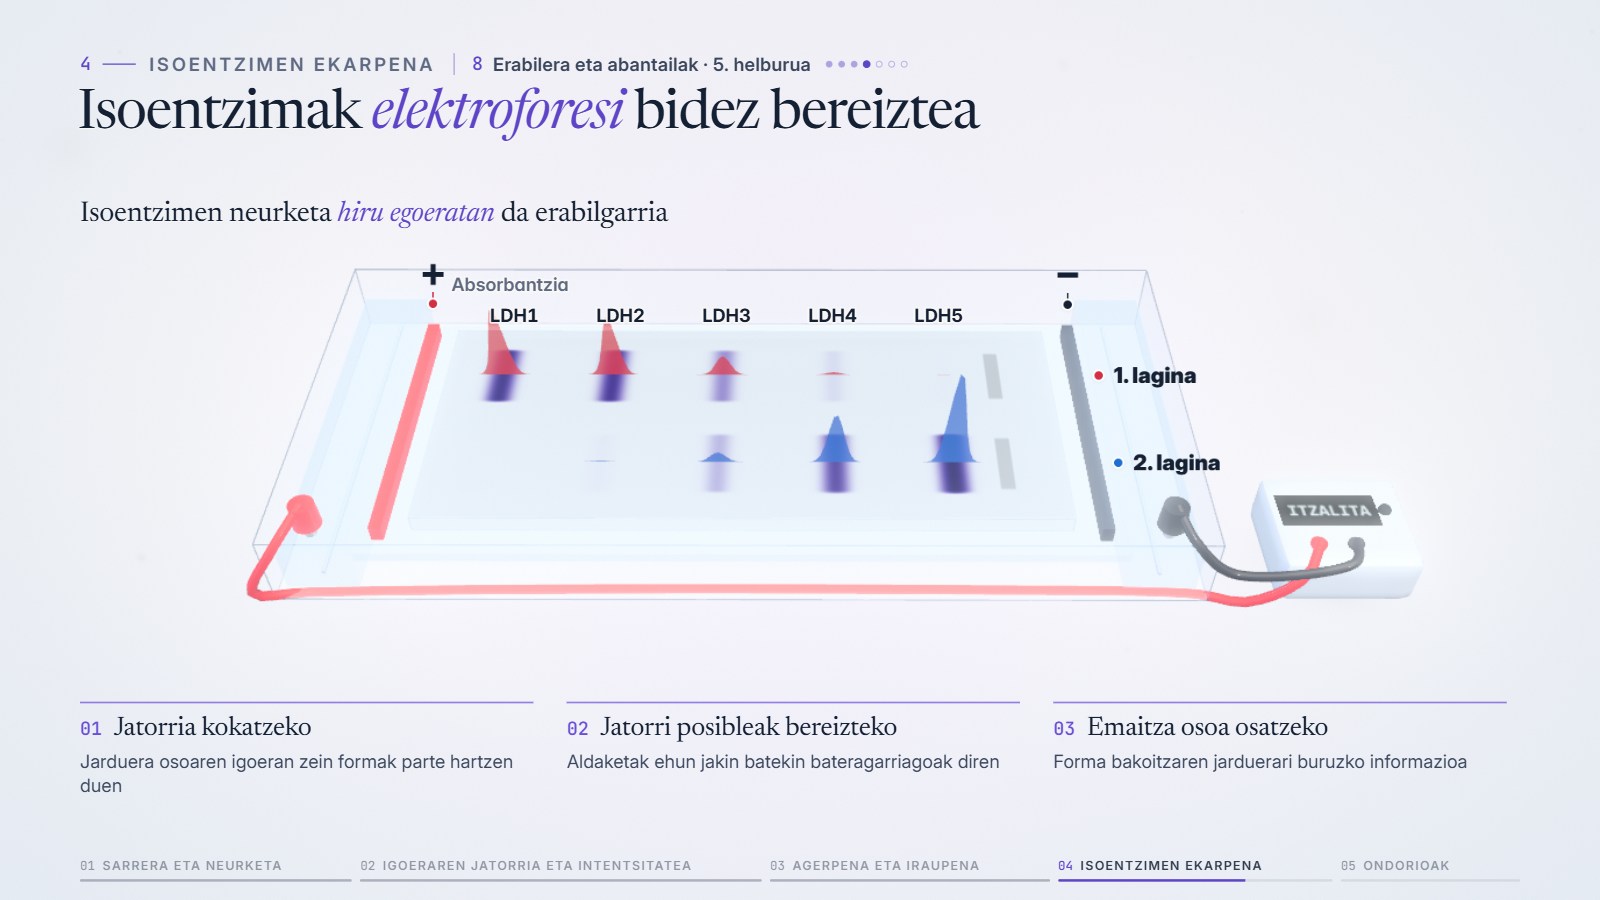 4 — ISOENTZIMEN EKARPENA | 8 Erabilera eta abantailak · 5. helburua
Isoentzimak elektroforesi bidez bereiztea
Isoentzimen neurketa hiru egoeratan da erabilgarria
+ Absorbantzia −
LDH1 LDH2 LDH3 LDH4 LDH5
1. lagina
2. lagina
ITZALITA
01 Jatorria kokatzeko
Jarduera osoaren igoeran zein formak parte hartzen
duen
02 Jatorri posibleak bereizteko
Aldaketak ehun jakin batekin bateragarriagoak diren
03 Emaitza osoa osatzeko
Forma bakoitzaren jarduerari buruzko informazioa
01 SARRERA ETA NEURKETA 02 IGOERAREN JATORRIA ETA INTENTSITATEA 03 AGERPENA ETA IRAUPENA 04 ISOENTZIMEN EKARPENA 05 ONDORIOAK